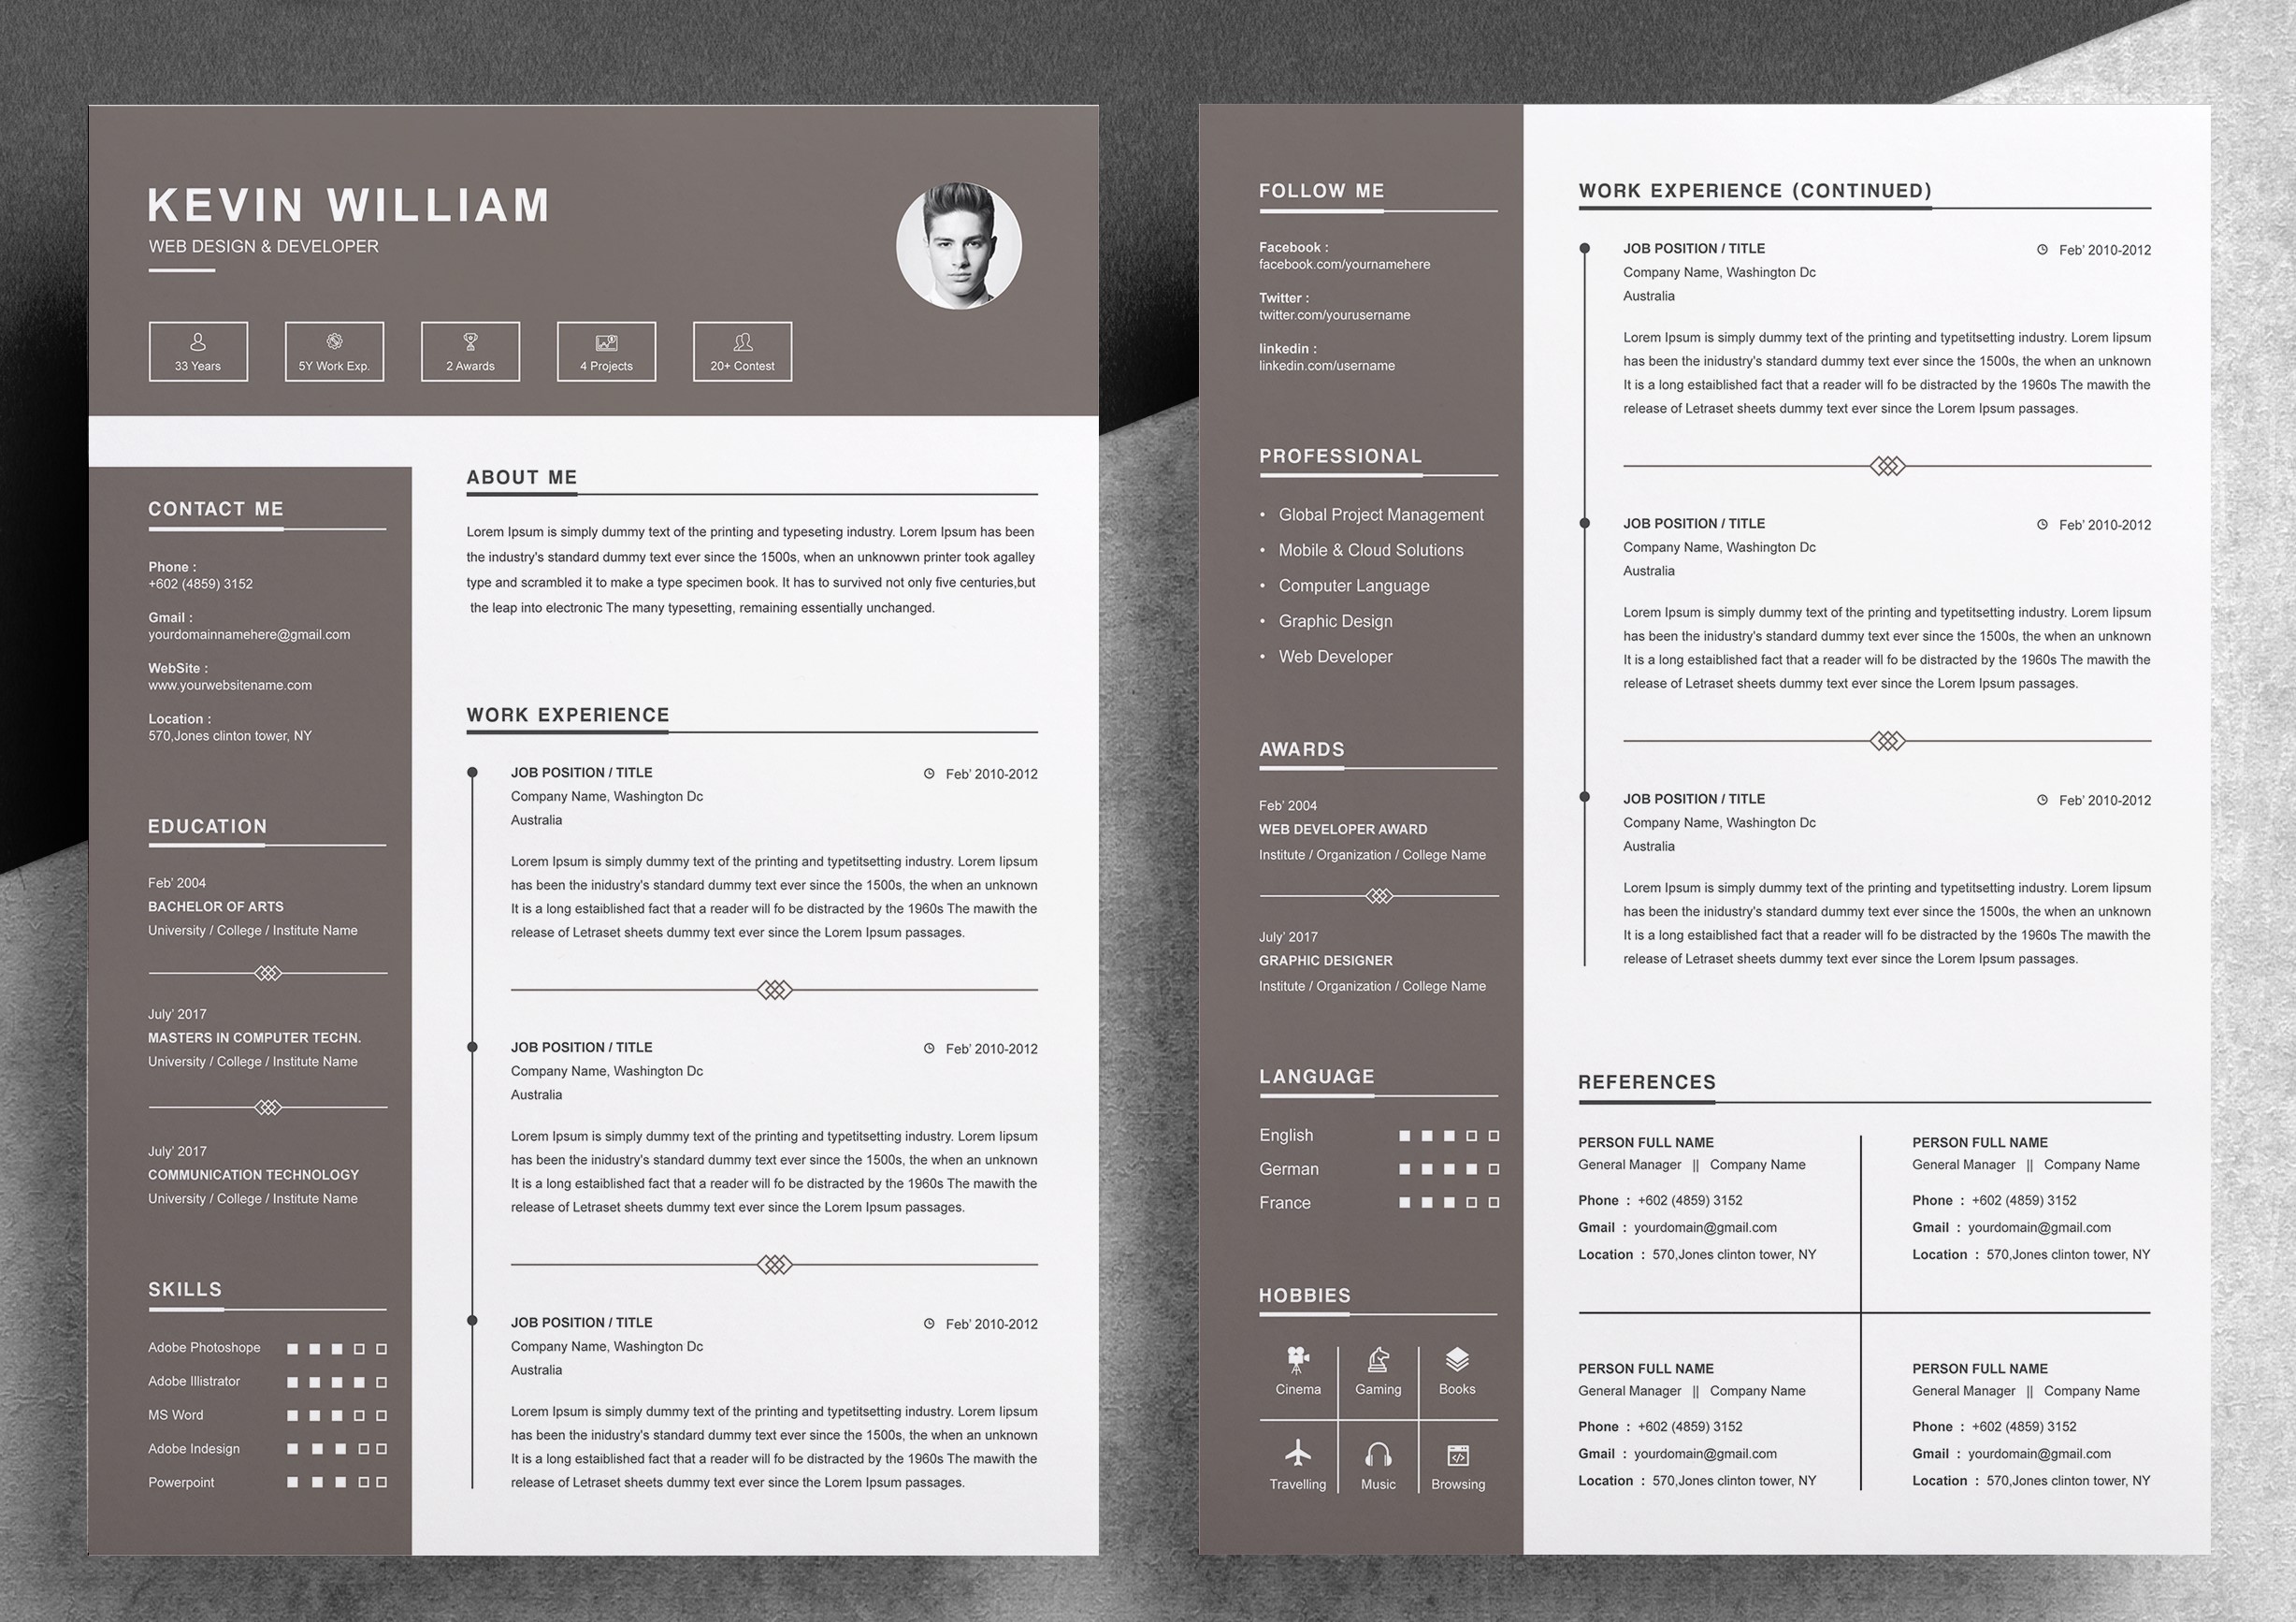 KEVIN WILLIAM
WEB DESIGN & DEVELOPER
33 Years
5Y Work Exp.
2 Awards
4 Projects
20+ Contest
CONTACT ME
Phone :
+602 (4859) 3152
Gmail :
yourdomainnamehere@gmail.com
WebSite :
www.yourwebsitename.com
Location :
570,Jones clinton tower, NY
EDUCATION
Feb' 2004
BACHELOR OF ARTS
University / College / Institute Name
July' 2017
MASTERS IN COMPUTER TECHN.
University / College / Institute Name
July' 2017
COMMUNICATION TECHNOLOGY
University / College / Institute Name
SKILLS
Adobe Photoshope
Adobe Illistrator
MS Word
Adobe Indesign
Powerpoint
ABOUT ME
Lorem Ipsum is simply dummy text of the printing and typeseting industry. Lorem Ipsum has been
the industry's standard dummy text ever since the 1500s, when an unknowwn printer took agalley
type and scrambled it to make a type specimen book. It has to survived not only five centuries,but
the leap into electronic The many typesetting, remaining essentially unchanged.
WORK EXPERIENCE
JOB POSITION / TITLE
Feb' 2010-2012
Company Name, Washington Dc
Australia
Lorem Ipsum is simply dummy text of the printing and typetitsetting industry. Lorem Iipsum
has been the inidustry's standard dummy text ever since the 1500s, the when an unknown
It is a long estaiblished fact that a reader will fo be distracted by the 1960s The mawith the
release of Letraset sheets dummy text ever since the Lorem Ipsum passages.
JOB POSITION / TITLE
Feb' 2010-2012
Company Name, Washington Dc
Australia
Lorem Ipsum is simply dummy text of the printing and typetitsetting industry. Lorem Iipsum
has been the inidustry's standard dummy text ever since the 1500s, the when an unknown
It is a long estaiblished fact that a reader will fo be distracted by the 1960s The mawith the
release of Letraset sheets dummy text ever since the Lorem Ipsum passages.
JOB POSITION / TITLE
Feb' 2010-2012
Company Name, Washington Dc
Australia
Lorem Ipsum is simply dummy text of the printing and typetitsetting industry. Lorem Iipsum
has been the inidustry's standard dummy text ever since the 1500s, the when an unknown
It is a long estaiblished fact that a reader will fo be distracted by the 1960s The mawith the
release of Letraset sheets dummy text ever since the Lorem Ipsum passages.
FOLLOW ME
Facebook :
facebook.com/yournamehere
Twitter :
twitter.com/yourusername
linkedin :
linkedin.com/username
PROFESSIONAL
• Global Project Management
• Mobile & Cloud Solutions
• Computer Language
• Graphic Design
• Web Developer
AWARDS
Feb' 2004
WEB DEVELOPER AWARD
Institute / Organization / College Name
July' 2017
GRAPHIC DESIGNER
Institute / Organization / College Name
LANGUAGE
English
German
France
HOBBIES
Cinema
Gaming
Books
Travelling
Music
Browsing
WORK EXPERIENCE (CONTINUED)
JOB POSITION / TITLE
Feb' 2010-2012
Company Name, Washington Dc
Australia
Lorem Ipsum is simply dummy text of the printing and typetitsetting industry. Lorem Iipsum
has been the inidustry's standard dummy text ever since the 1500s, the when an unknown
It is a long estaiblished fact that a reader will fo be distracted by the 1960s The mawith the
release of Letraset sheets dummy text ever since the Lorem Ipsum passages.
JOB POSITION / TITLE
Feb' 2010-2012
Company Name, Washington Dc
Australia
Lorem Ipsum is simply dummy text of the printing and typetitsetting industry. Lorem Iipsum
has been the inidustry's standard dummy text ever since the 1500s, the when an unknown
It is a long estaiblished fact that a reader will fo be distracted by the 1960s The mawith the
release of Letraset sheets dummy text ever since the Lorem Ipsum passages.
JOB POSITION / TITLE
Feb' 2010-2012
Company Name, Washington Dc
Australia
Lorem Ipsum is simply dummy text of the printing and typetitsetting industry. Lorem Iipsum
has been the inidustry's standard dummy text ever since the 1500s, the when an unknown
It is a long estaiblished fact that a reader will fo be distracted by the 1960s The mawith the
release of Letraset sheets dummy text ever since the Lorem Ipsum passages.
REFERENCES
PERSON FULL NAME
General Manager || Company Name
Phone : +602 (4859) 3152
Gmail : yourdomain@gmail.com
Location : 570,Jones clinton tower, NY
PERSON FULL NAME
General Manager || Company Name
Phone : +602 (4859) 3152
Gmail : yourdomain@gmail.com
Location : 570,Jones clinton tower, NY
PERSON FULL NAME
General Manager || Company Name
Phone : +602 (4859) 3152
Gmail : yourdomain@gmail.com
Location : 570,Jones clinton tower, NY
PERSON FULL NAME
General Manager || Company Name
Phone : +602 (4859) 3152
Gmail : yourdomain@gmail.com
Location : 570,Jones clinton tower, NY